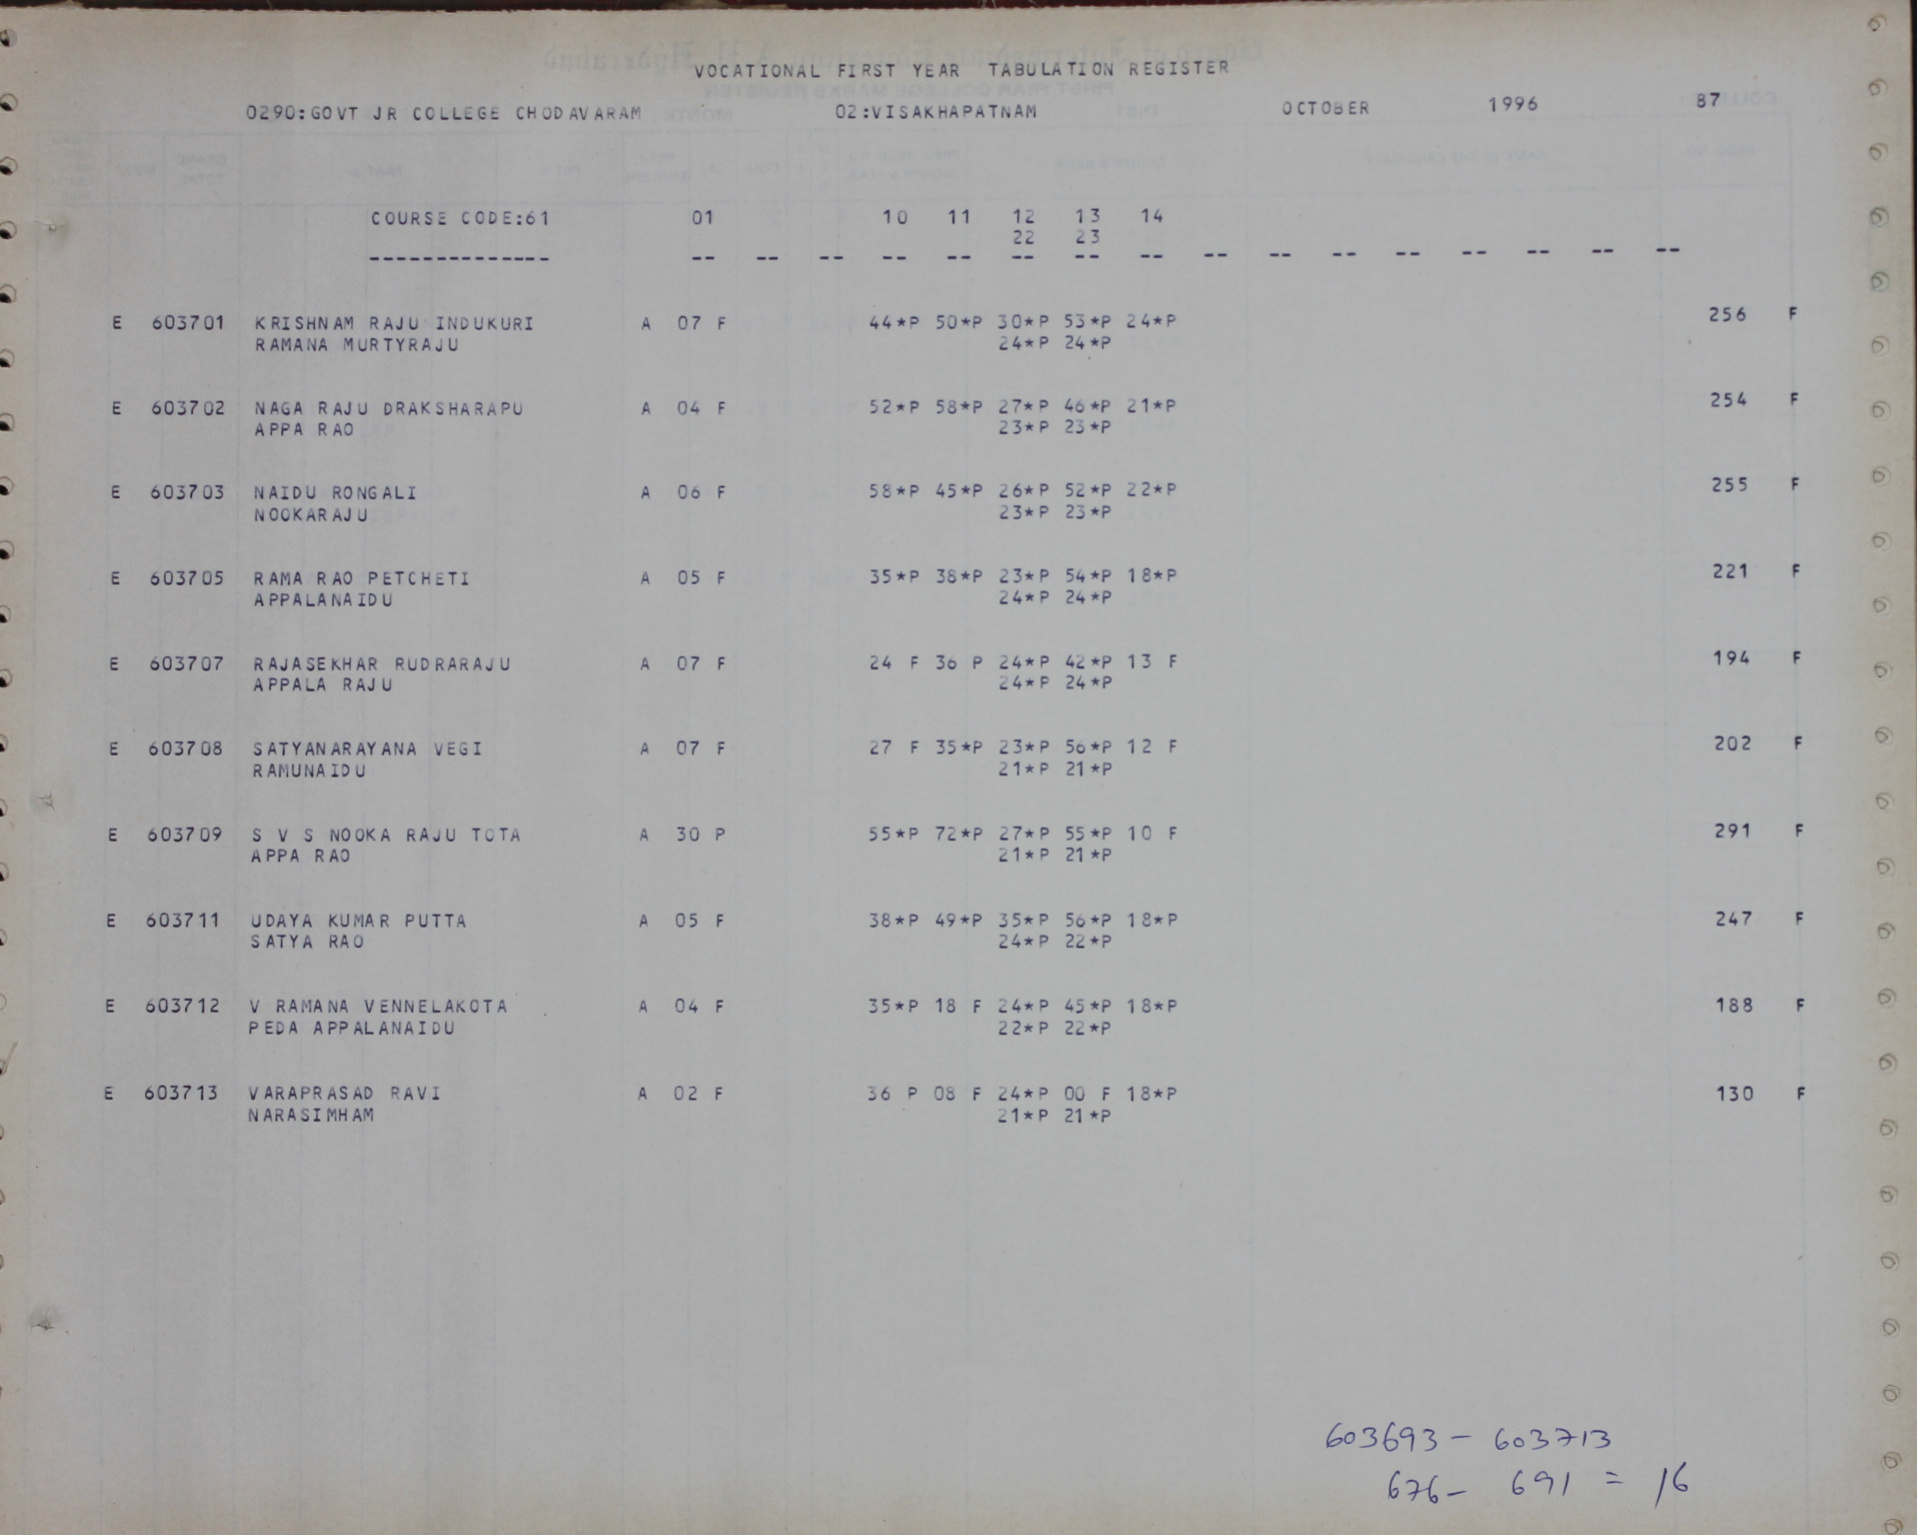 VOCATIONAL FIRST YEAR TABULATION REGISTER
0290:GOVT JR COLLEGE CHODAVARAM 02:VISAKHAPATNAM OCTOBER 1996 87
COURSE CODE:61 01 10 11 12 13 14
22 23
-------------- -- -- -- -- -- -- -- -- -- -- -- -- -- -- -- --
E 603701 KRISHNAM RAJU INDUKURI A 07 F 44*P 50*P 30*P 53*P 24*P 256 F
RAMANA MURTYRAJU 24*P 24*P
E 603702 NAGA RAJU DRAKSHARAPU A 04 F 52*P 58*P 27*P 46*P 21*P 254 F
APPA RAO 23*P 23*P
E 603703 NAIDU RONGALI A 06 F 58*P 45*P 26*P 52*P 22*P 255 F
NOOKARAJU 23*P 23*P
E 603705 RAMA RAO PETCHETI A 05 F 35*P 38*P 23*P 54*P 18*P 221 F
APPALANAIDU 24*P 24*P
E 603707 RAJASEKHAR RUDRARAJU A 07 F 24 F 36 P 24*P 42*P 13 F 194 F
APPALA RAJU 24*P 24*P
E 603708 SATYANARAYANA VEGI A 07 F 27 F 35*P 23*P 56*P 12 F 202 F
RAMUNAIDU 21*P 21*P
E 603709 S V S NOOKA RAJU TOTA A 30 P 55*P 72*P 27*P 55*P 10 F 291 F
APPA RAO 21*P 21*P
E 603711 UDAYA KUMAR PUTTA A 05 F 38*P 49*P 35*P 56*P 18*P 247 F
SATYA RAO 24*P 22*P
E 603712 V RAMANA VENNELAKOTA A 04 F 35*P 18 F 24*P 45*P 18*P 188 F
PEDA APPALANAIDU 22*P 22*P
E 603713 VARAPRASAD RAVI A 02 F 36 P 08 F 24*P 00 F 18*P 130 F
NARASIMHAM 21*P 21*P
603693 - 603713
676 - 691 = 16